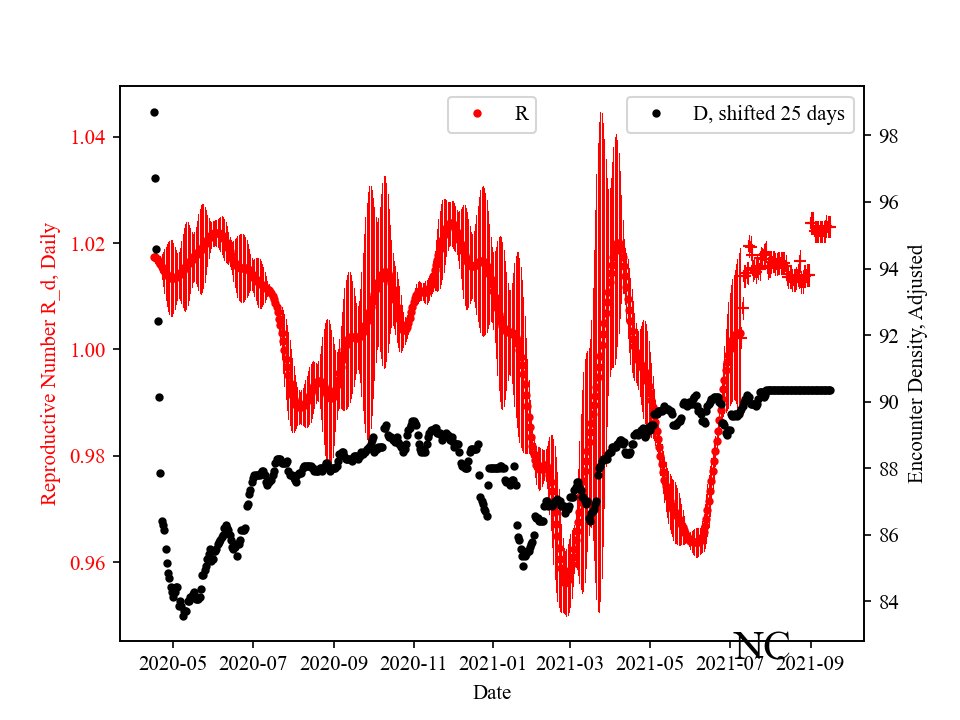 R
D, shifted 25 days
Reproductive Number R_d, Daily
1.04
1.02
1.00
0.98
0.96
98
96
94
92
90
88
86
84
Encounter Density, Adjusted
2020-05 2020-07 2020-09 2020-11 2021-01 2021-03 2021-05 2021-07 2021-09
NC
Date